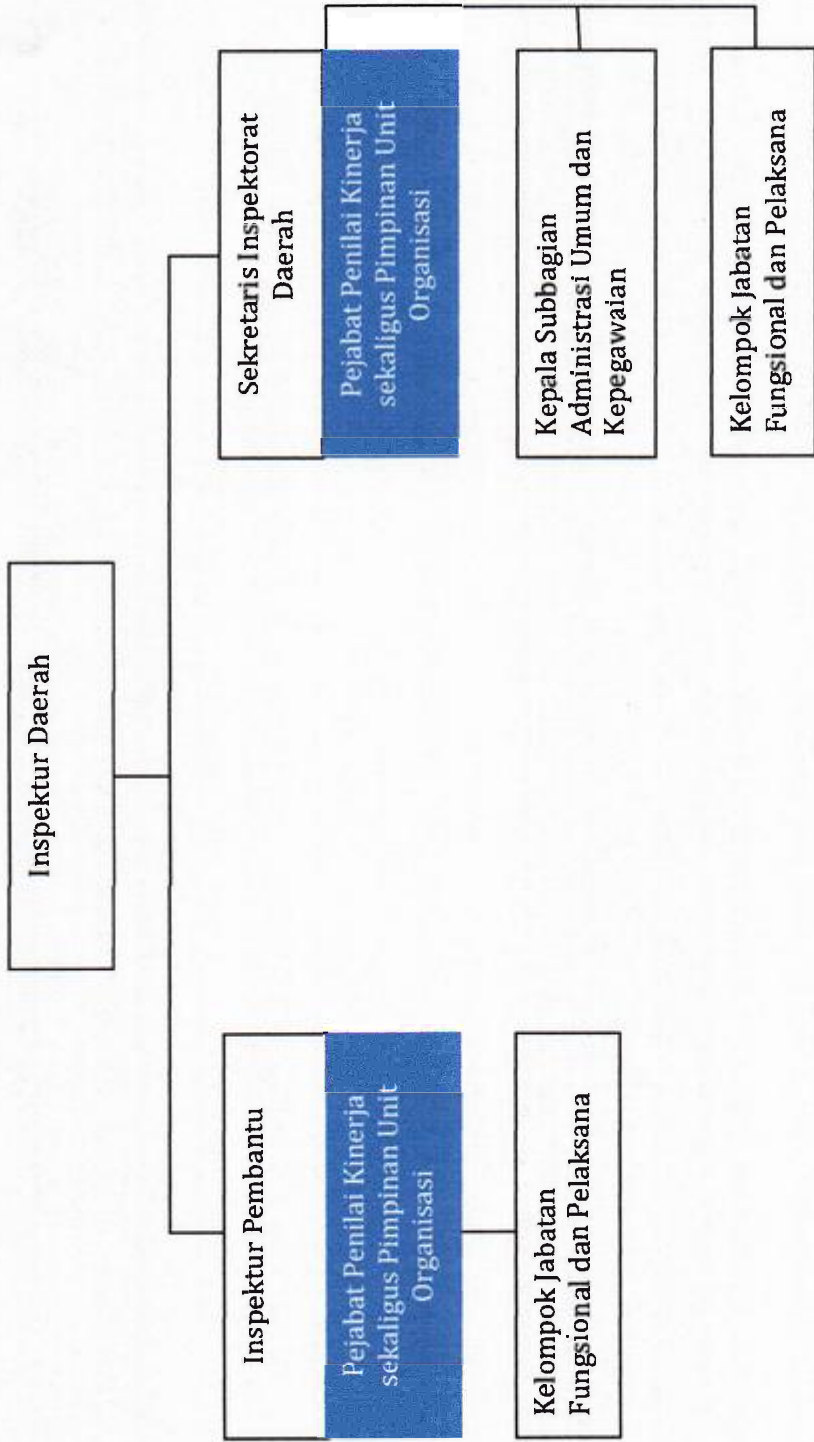 Inspektur Daerah
Inspektur Pembantu
Pejabat Penilai Kinerja
sekaligus Pimpinan Unit
Organisasi
Kelompok Jabatan
Fungsional dan Pelaksana
Sekretaris Inspektorat
Daerah
Pejabat Penilai Kinerja
sekaligus Pimpinan Unit
Organisasi
Kepala Subbagian
Administrasi Umum dan
Kepegawaian
Kelompok Jabatan
Fungsional dan Pelaksana